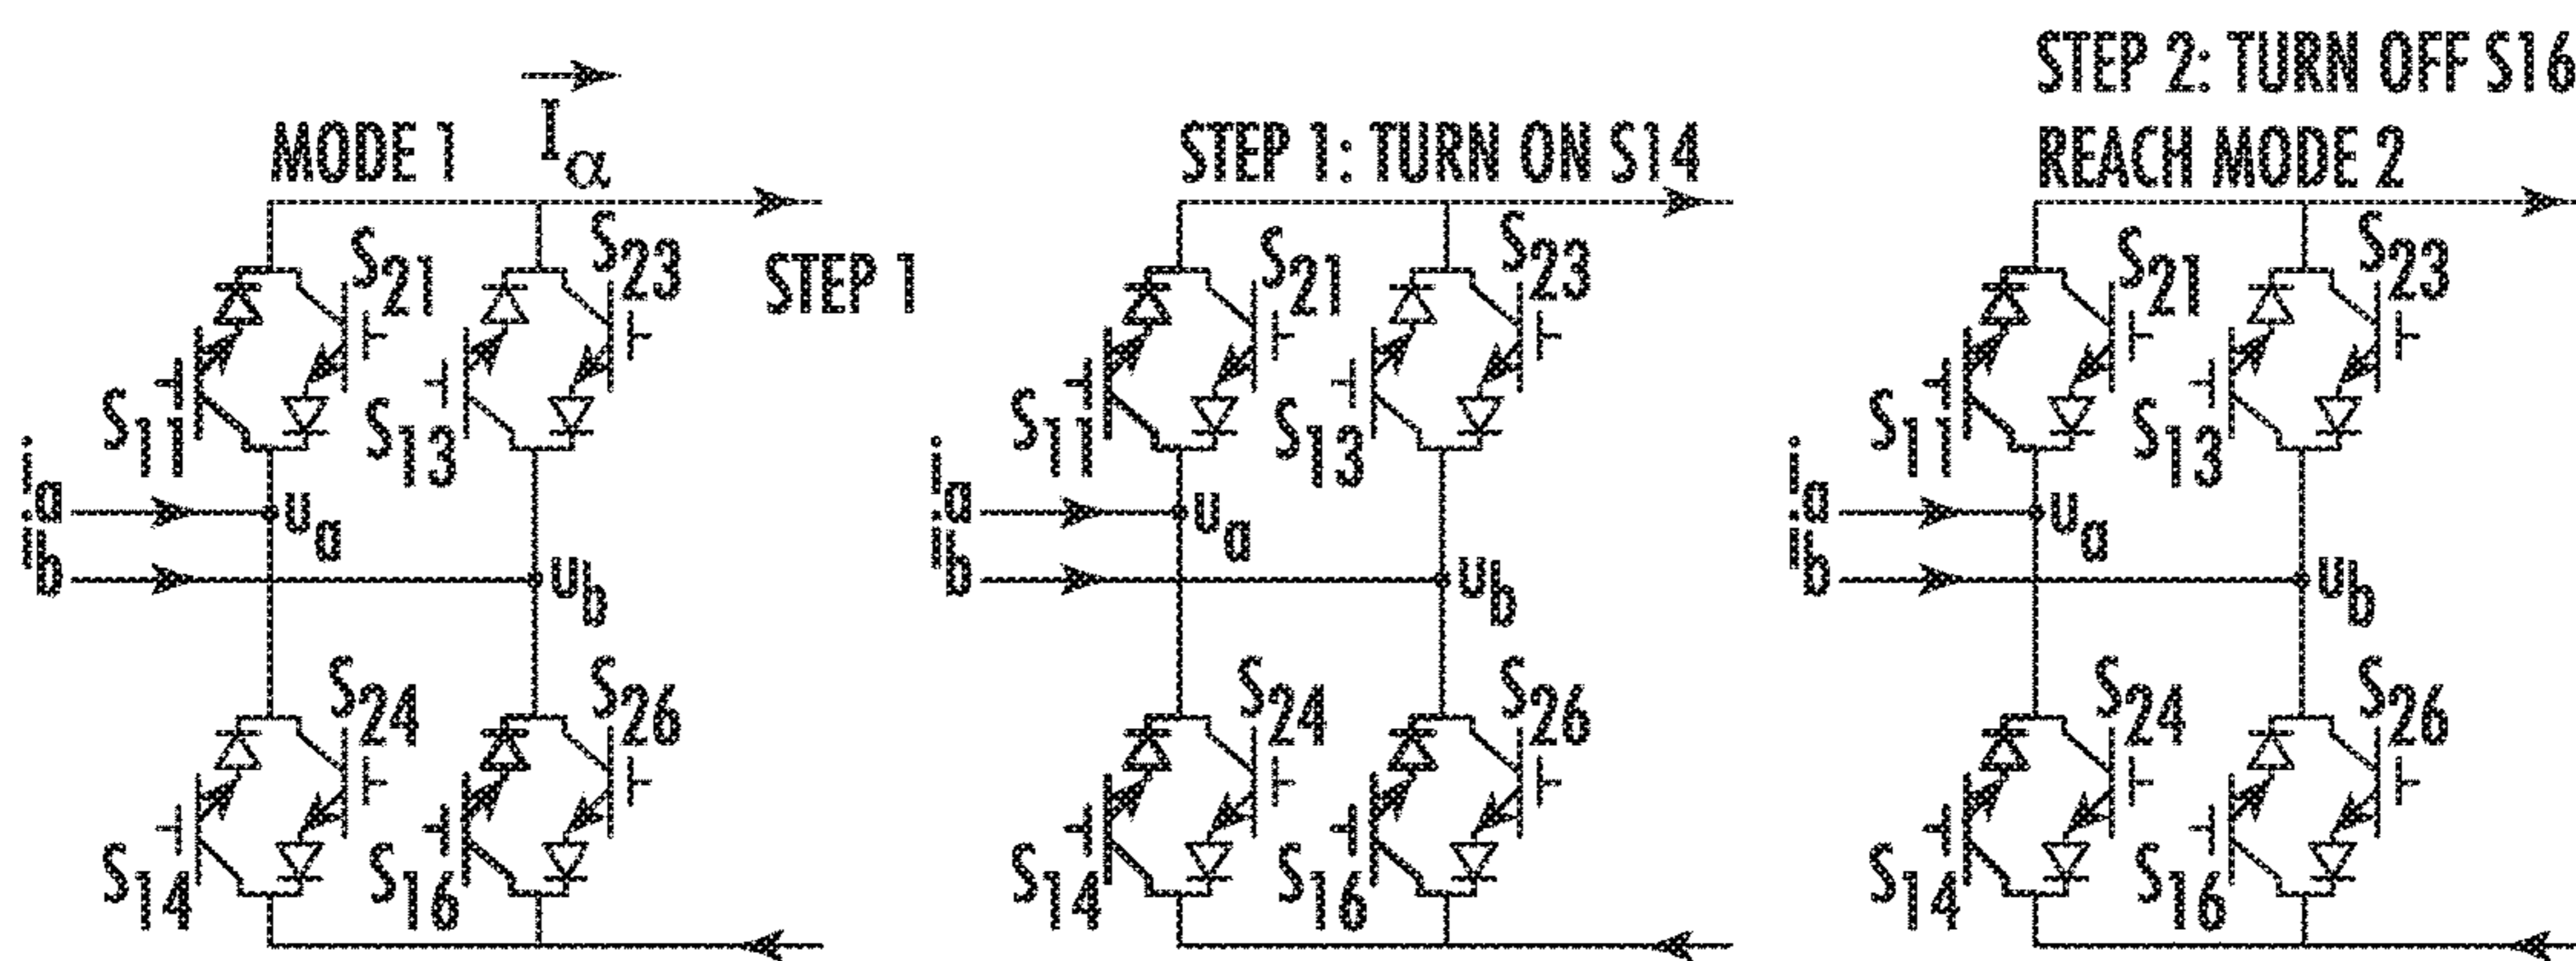 MODE 1
Iα
STEP 1
S21
S23
S11
S13
ia
ib
ua
ub
S24
S26
S14
S16
STEP 1: TURN ON S14
S21
S23
S11
S13
ia
ib
ua
ub
S24
S26
S14
S16
STEP 2: TURN OFF S16
REACH MODE 2
S21
S23
S11
S13
ia
ib
ua
ub
S24
S26
S14
S16